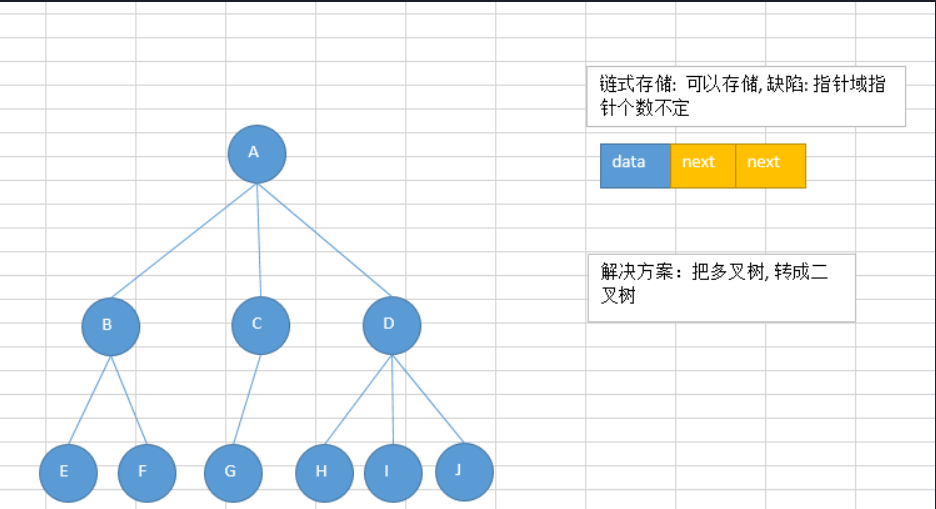 链式存储: 可以存储, 缺陷: 指针域指
针个数不定
A
data next next
解决方案：把多叉树, 转成二
叉树
B C D
E F G H I J